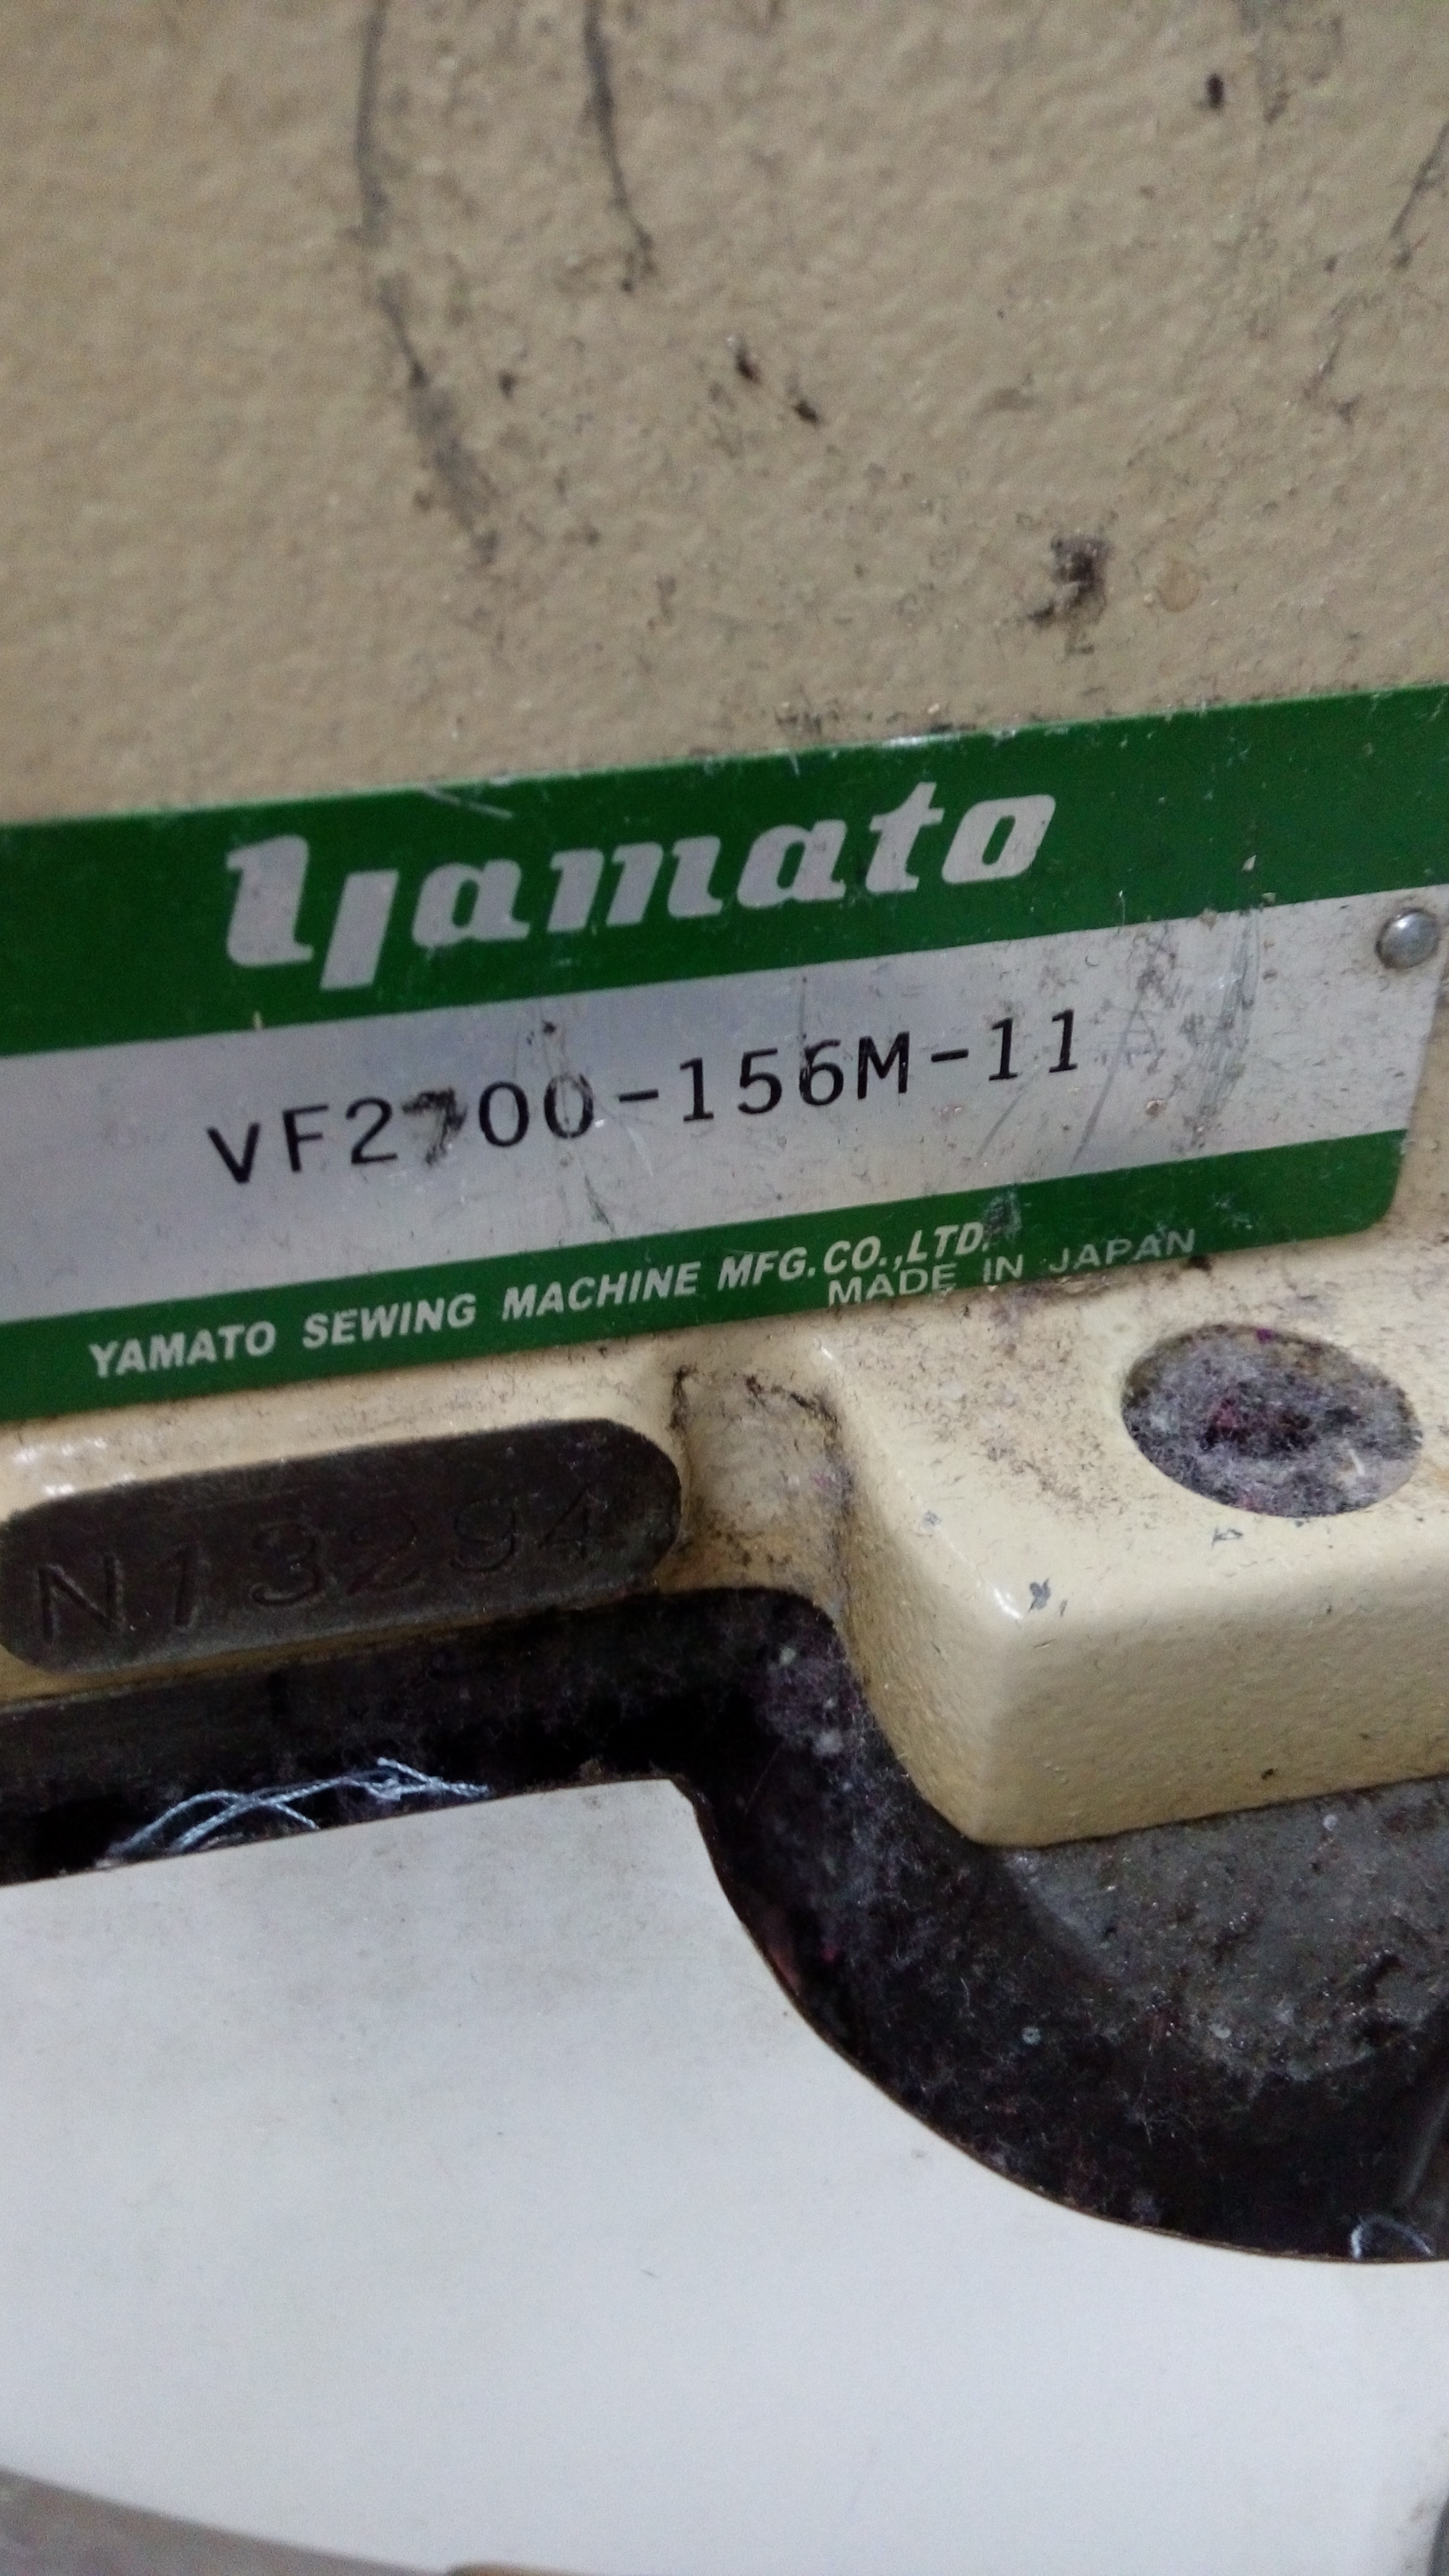 yamato
VF2700-156M-11
YAMATO SEWING MACHINE MFG.CO.,LTD.
MADE IN JAPAN
N13294